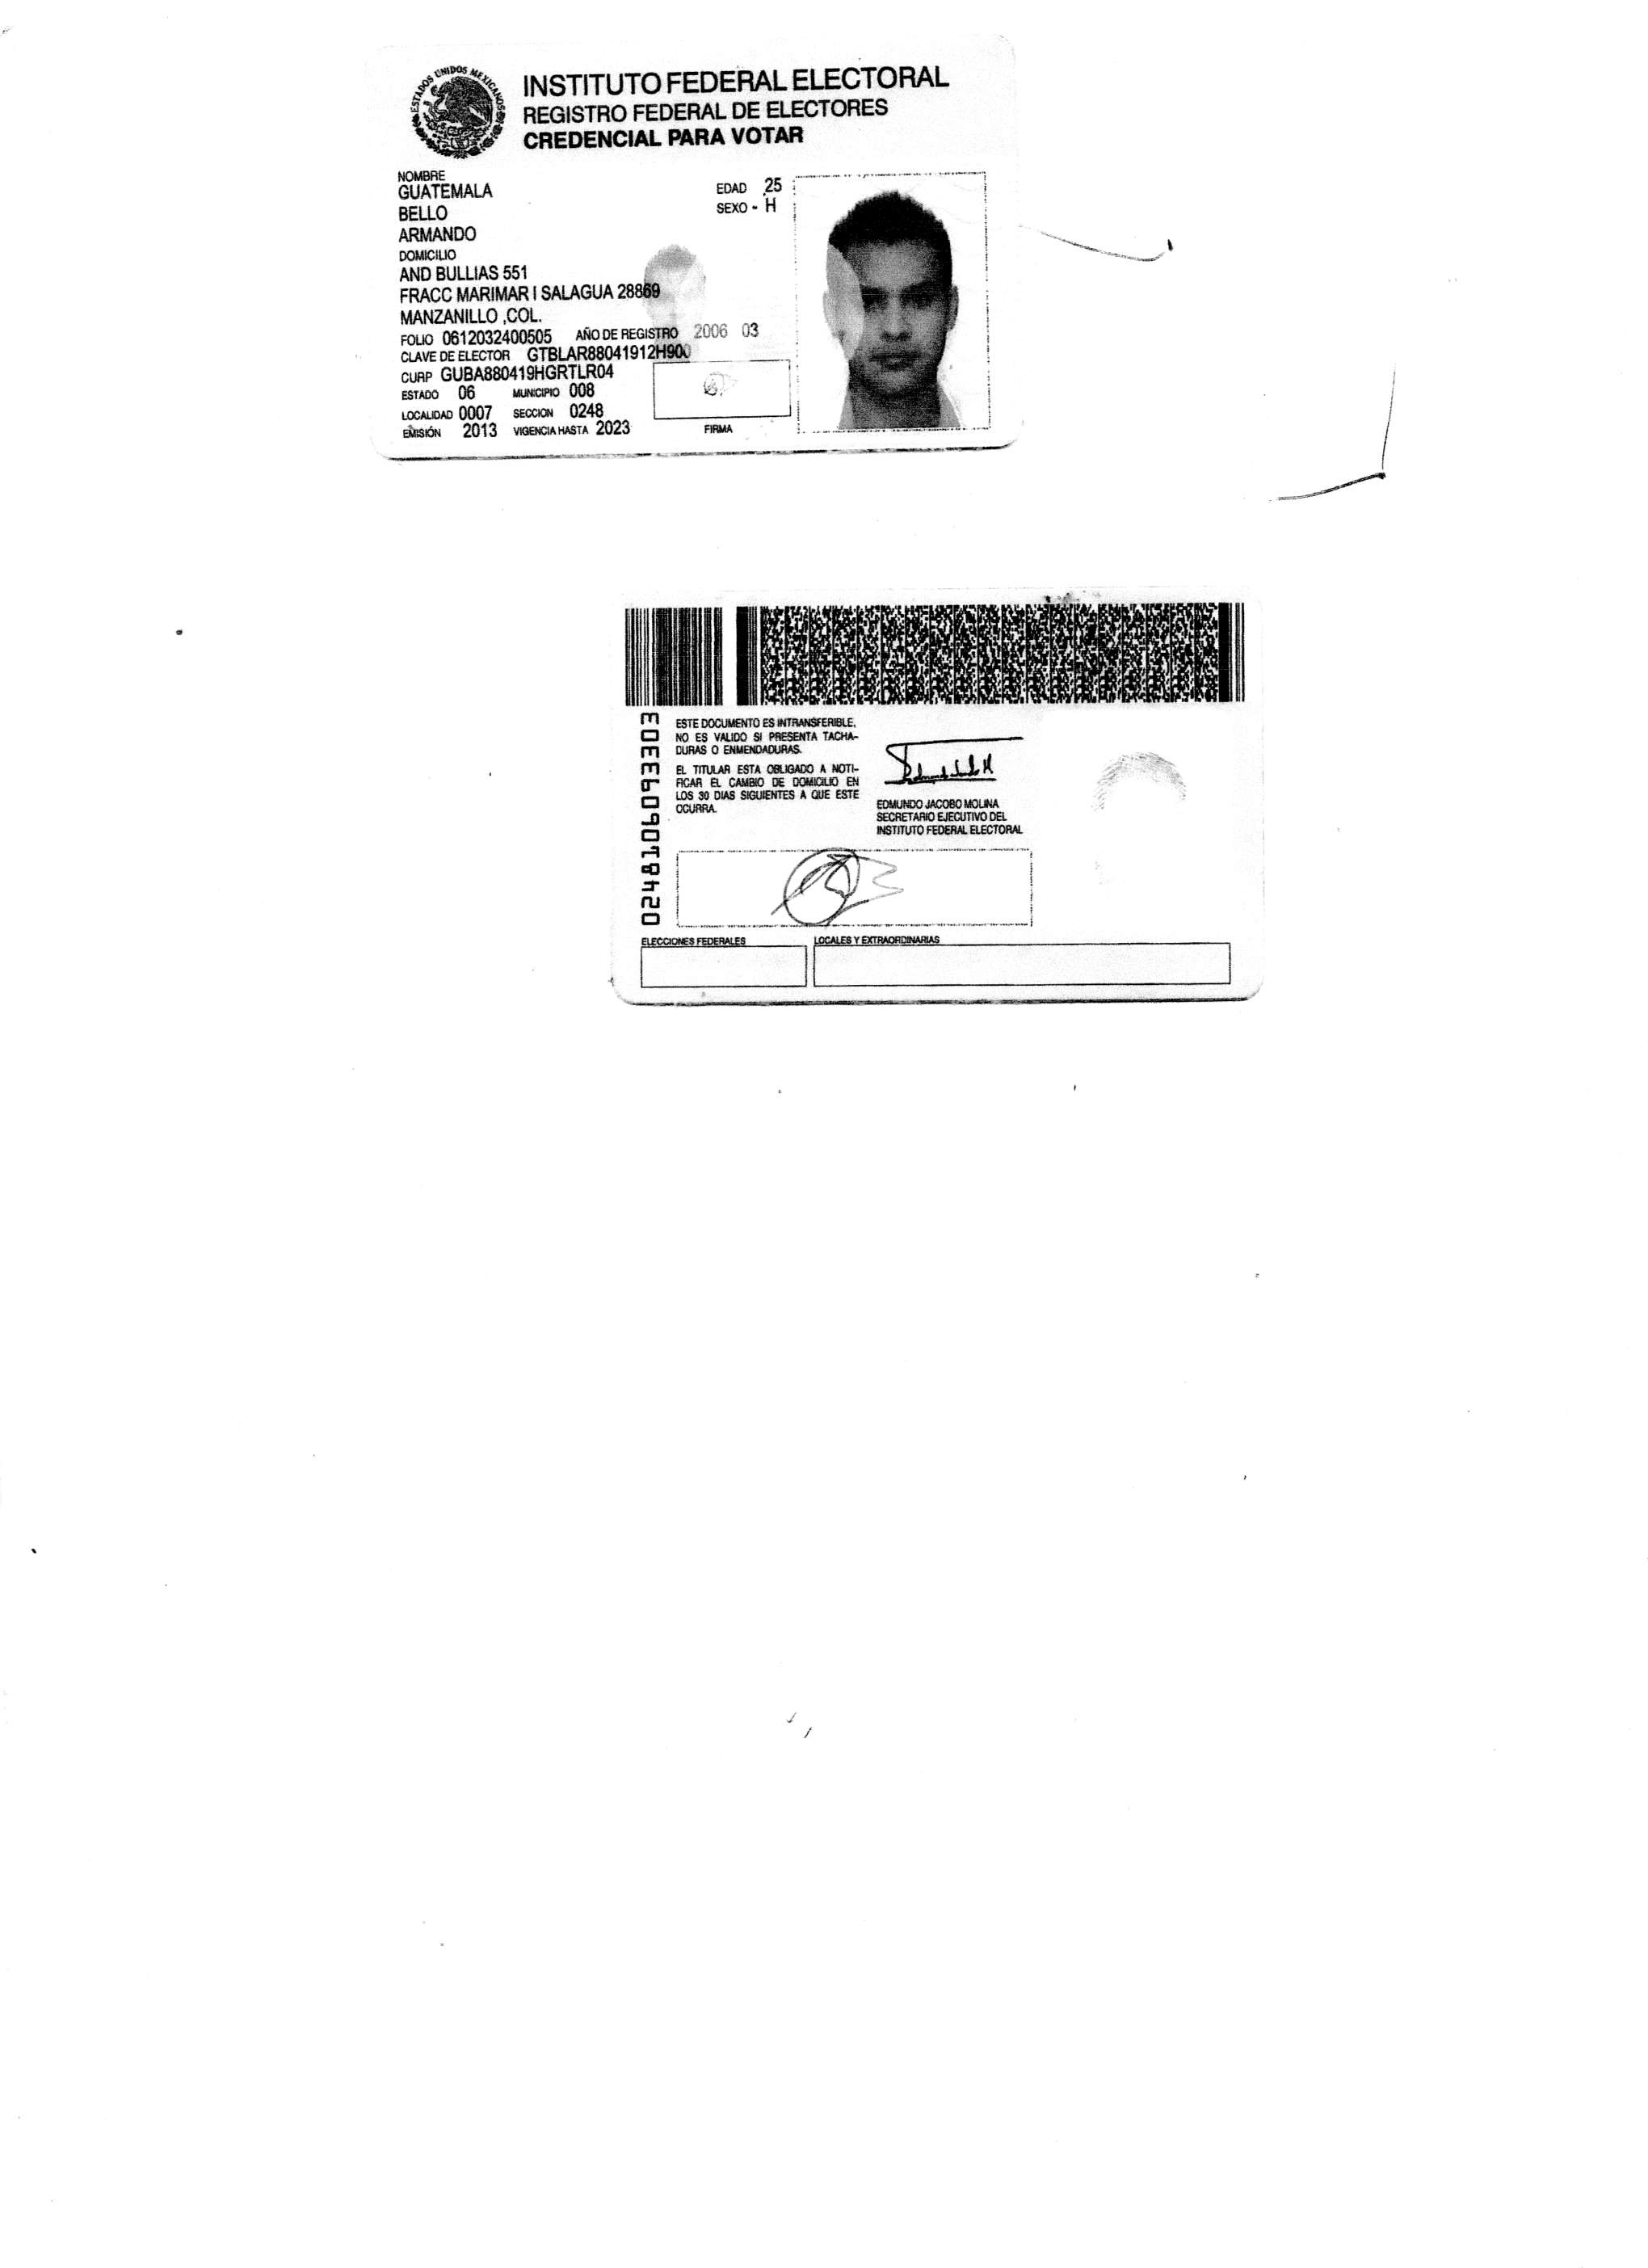 ESTADOS UNIDOS MEXICANOS
INSTITUTO FEDERAL ELECTORAL
REGISTRO FEDERAL DE ELECTORES
CREDENCIAL PARA VOTAR
NOMBRE
GUATEMALA
BELLO
ARMANDO
EDAD 25
SEXO - H
DOMICILIO
AND BULLIAS 551
FRACC MARIMAR I SALAGUA 28869
MANZANILLO ,COL.
FOLIO 0612032400505 AÑO DE REGISTRO 2006 03
CLAVE DE ELECTOR GTBLAR88041912H900
CURP GUBA880419HGRTLR04
ESTADO 06 MUNICIPIO 008
LOCALIDAD 0007 SECCION 0248
EMISIÓN 2013 VIGENCIA HASTA 2023
FIRMA
ESTE DOCUMENTO ES INTRANSFERIBLE,
NO ES VALIDO SI PRESENTA TACHA-
DURAS O ENMENDADURAS.
EL TITULAR ESTA OBLIGADO A NOTI-
FICAR EL CAMBIO DE DOMICILIO EN
LOS 30 DIAS SIGUIENTES A QUE ESTE
OCURRA.
EDMUNDO JACOBO MOLINA
SECRETARIO EJECUTIVO DEL
INSTITUTO FEDERAL ELECTORAL
ELECCIONES FEDERALES
LOCALES Y EXTRAORDINARIAS